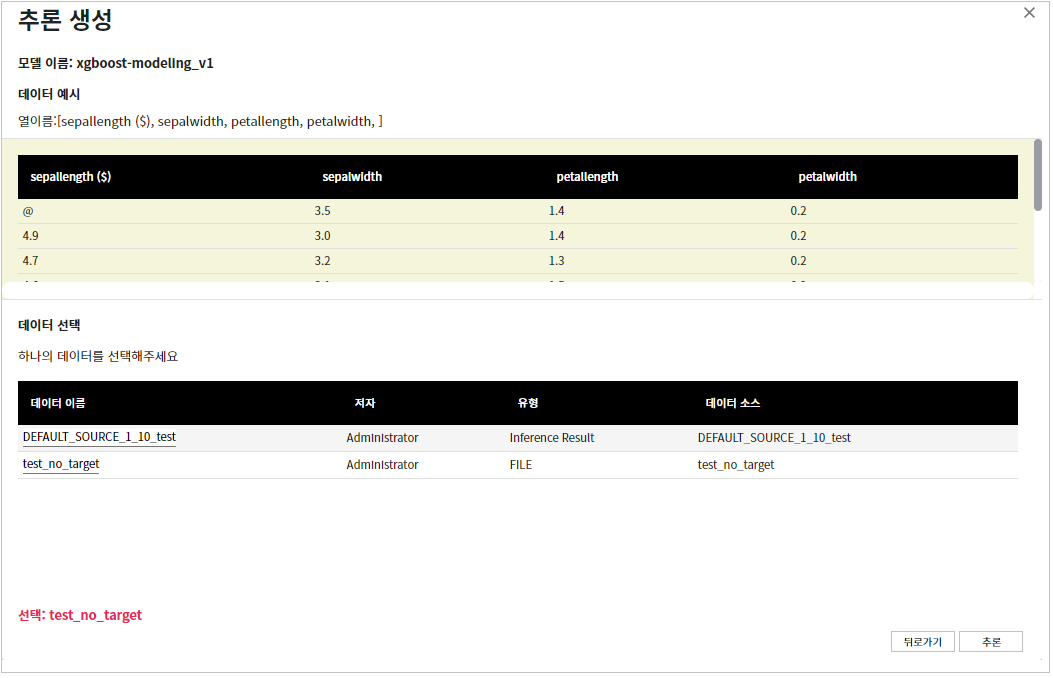 추론 생성
모델 이름: xgboost-modeling_v1
데이터 예시
열이름:[sepallength ($), sepalwidth, petallength, petalwidth, ]
sepallength ($) sepalwidth petallength petalwidth
@ 3.5 1.4 0.2
4.9 3.0 1.4 0.2
4.7 3.2 1.3 0.2
데이터 선택
하나의 데이터를 선택해주세요
데이터 이름 저자 유형 데이터 소스
DEFAULT_SOURCE_1_10_test Administrator Inference Result DEFAULT_SOURCE_1_10_test
test_no_target Administrator FILE test_no_target
선택: test_no_target
뒤로가기 추론